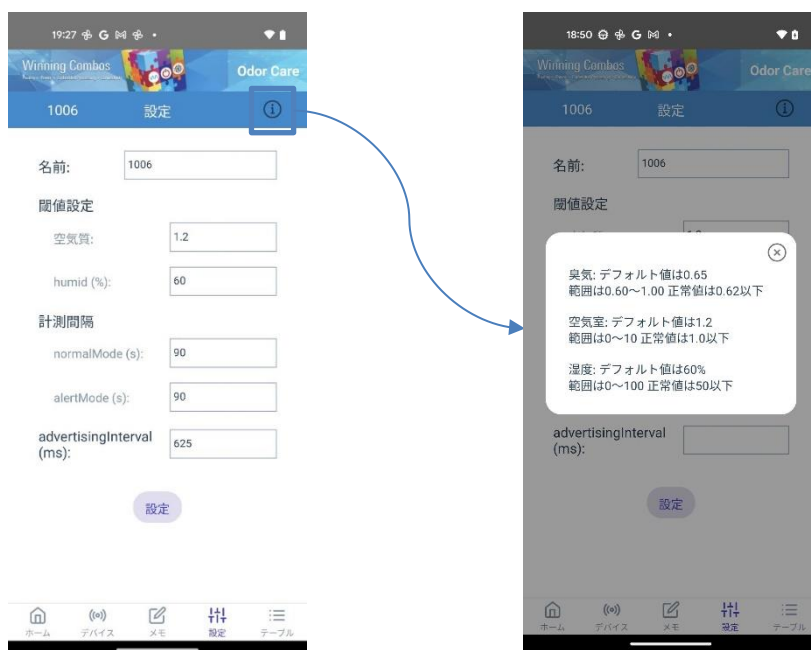 19:27
Winning Combos
Odor Care
1006
設定
名前:
1006
閾値設定
空気質:
1.2
humid (%):
60
計測間隔
normalMode (s):
90
alertMode (s):
90
advertisingInterval
(ms):
625
設定
ホーム
デバイス
メモ
設定
テーブル
18:50
Winning Combos
Odor Care
1006
設定
名前:
1006
閾値設定
臭気: デフォルト値は0.65
範囲は0.60～1.00 正常値は0.62以下
空気室: デフォルト値は1.2
範囲は0～10 正常値は1.0以下
湿度: デフォルト値は60%
範囲は0～100 正常値は50以下
advertisingInterval
(ms):
設定
ホーム
デバイス
メモ
設定
テーブル